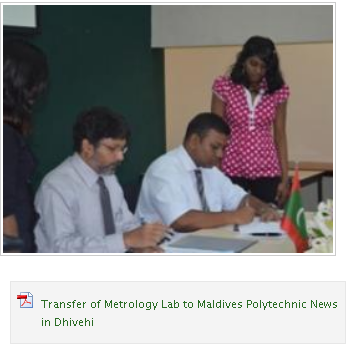 Transfer of Metrology Lab to Maldives Polytechnic News
in Dhivehi